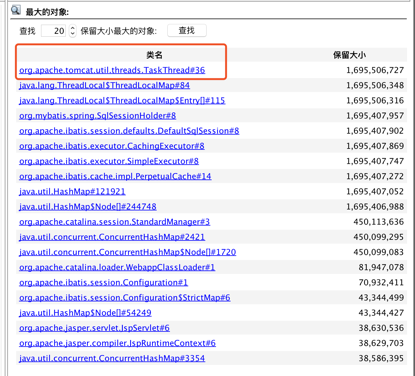 最大的对象:
查找 20 保留大小最大的对象: 查找
类名 保留大小
org.apache.tomcat.util.threads.TaskThread#36 1,695,506,727
java.lang.ThreadLocal$ThreadLocalMap#84 1,695,506,348
java.lang.ThreadLocal$ThreadLocalMap$Entry[]#115 1,695,506,316
org.mybatis.spring.SqlSessionHolder#8 1,695,407,957
org.apache.ibatis.session.defaults.DefaultSqlSession#8 1,695,407,902
org.apache.ibatis.executor.CachingExecutor#8 1,695,407,869
org.apache.ibatis.executor.SimpleExecutor#8 1,695,407,747
org.apache.ibatis.cache.impl.PerpetualCache#14 1,695,407,272
java.util.HashMap#121921 1,695,407,052
java.util.HashMap$Node[]#244748 1,695,406,988
org.apache.catalina.session.StandardManager#3 450,113,636
java.util.concurrent.ConcurrentHashMap#2421 450,099,295
java.util.concurrent.ConcurrentHashMap$Node[]#1720 450,099,083
org.apache.catalina.loader.WebappClassLoader#1 81,947,078
org.apache.ibatis.session.Configuration#1 70,932,411
org.apache.ibatis.session.Configuration$StrictMap#6 43,344,499
java.util.HashMap$Node[]#54249 43,344,427
org.apache.jasper.servlet.JspServlet#6 38,630,536
org.apache.jasper.compiler.JspRuntimeContext#6 38,629,703
java.util.concurrent.ConcurrentHashMap#3354 38,586,395